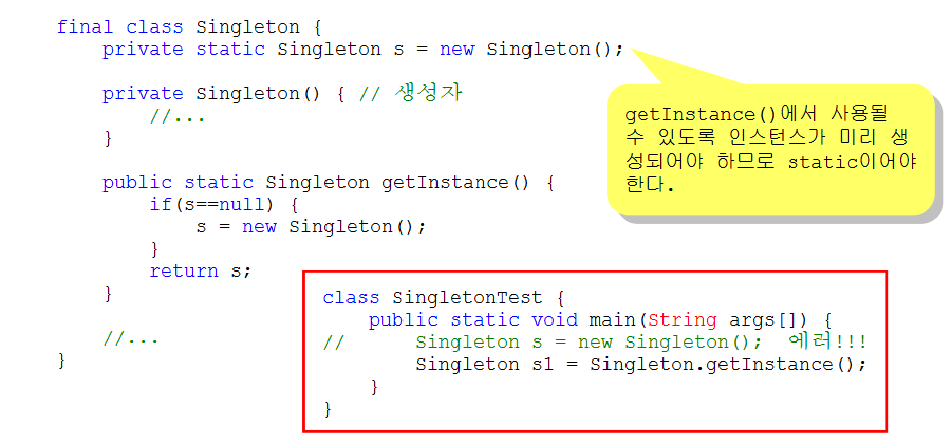 final class Singleton {
    private static Singleton s = new Singleton();
    private Singleton() { // 생성자
        //...
    }
    public static Singleton getInstance() {
        if(s==null) {
            s = new Singleton();
        }
        return s;
    }
    //...
}
getInstance()에서 사용될
수 있도록 인스턴스가 미리 생
성되어야 하므로 static이어야
한다.
class SingletonTest {
    public static void main(String args[]) {
//      Singleton s = new Singleton();  에러!!!
        Singleton s1 = Singleton.getInstance();
    }
}